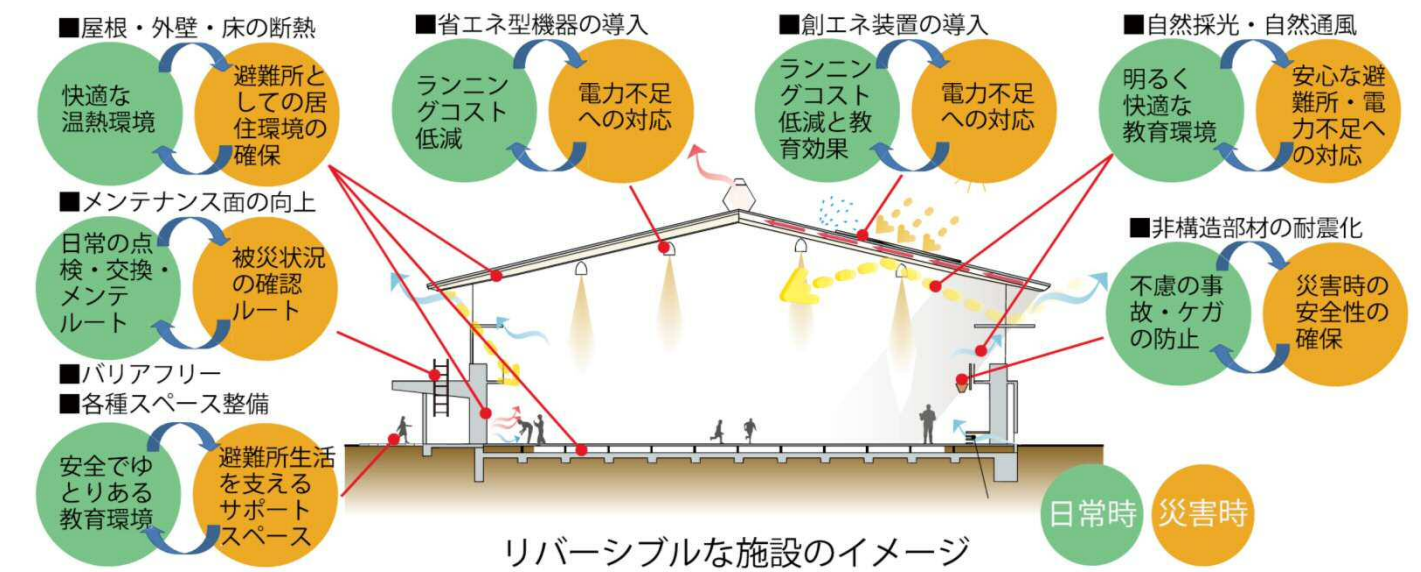 ■屋根・外壁・床の断熱
快適な
温熱環境
避難所と
しての居
住環境の
確保
■省エネ型機器の導入
ランニン
グコスト
低減
電力不足
への対応
■創エネ装置の導入
ランニン
グコスト
低減と教
育効果
電力不足
への対応
■自然採光・自然通風
明るく
快適な
教育環境
安心な避
難所・電
力不足へ
の対応
■メンテナンス面の向上
日常の点
検・交換・
メンテ
ルート
被災状況
の確認
ルート
■非構造部材の耐震化
不慮の事
故・ケガ
の防止
災害時の
安全性の
確保
■バリアフリー
■各種スペース整備
安全でゆ
とりある
教育環境
避難所生活
を支える
サポート
スペース
日常時
災害時
リバーシブルな施設のイメージ